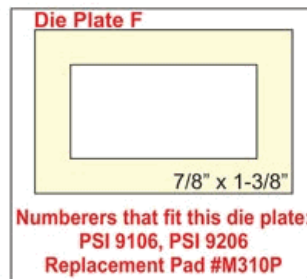 Die Plate F
7/8" x 1-3/8"
Numberers that fit this die plate:
PSI 9106, PSI 9206
Replacement Pad #M310P